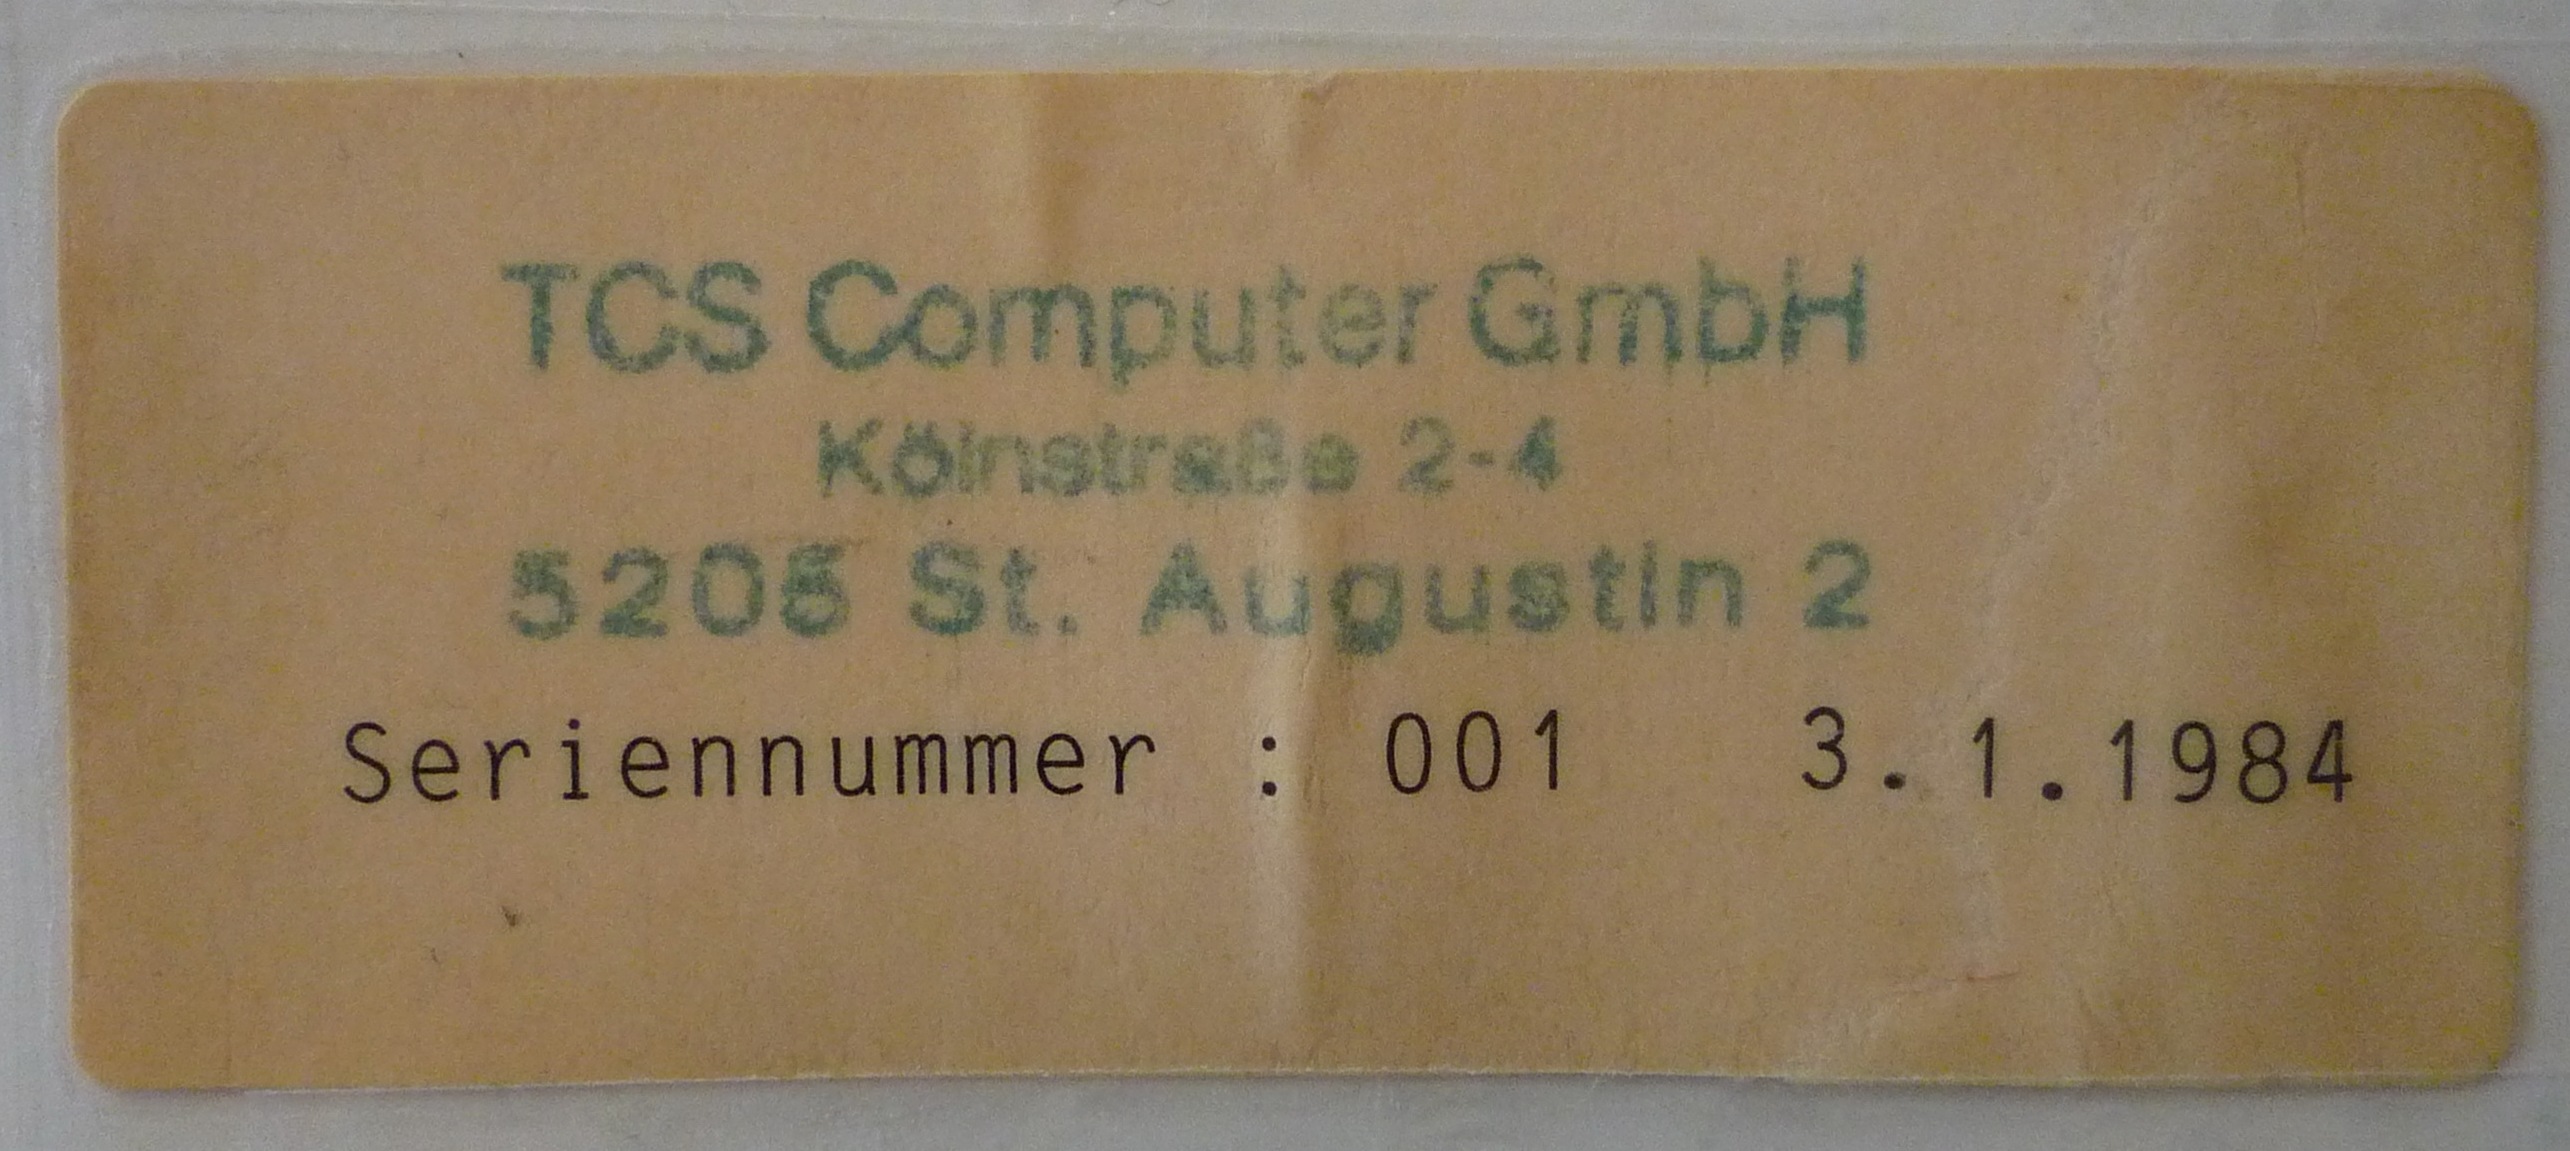 TCS Computer GmbH
Kölnstraße 2-4
5205 St. Augustin 2
Seriennummer : 001 3.1.1984